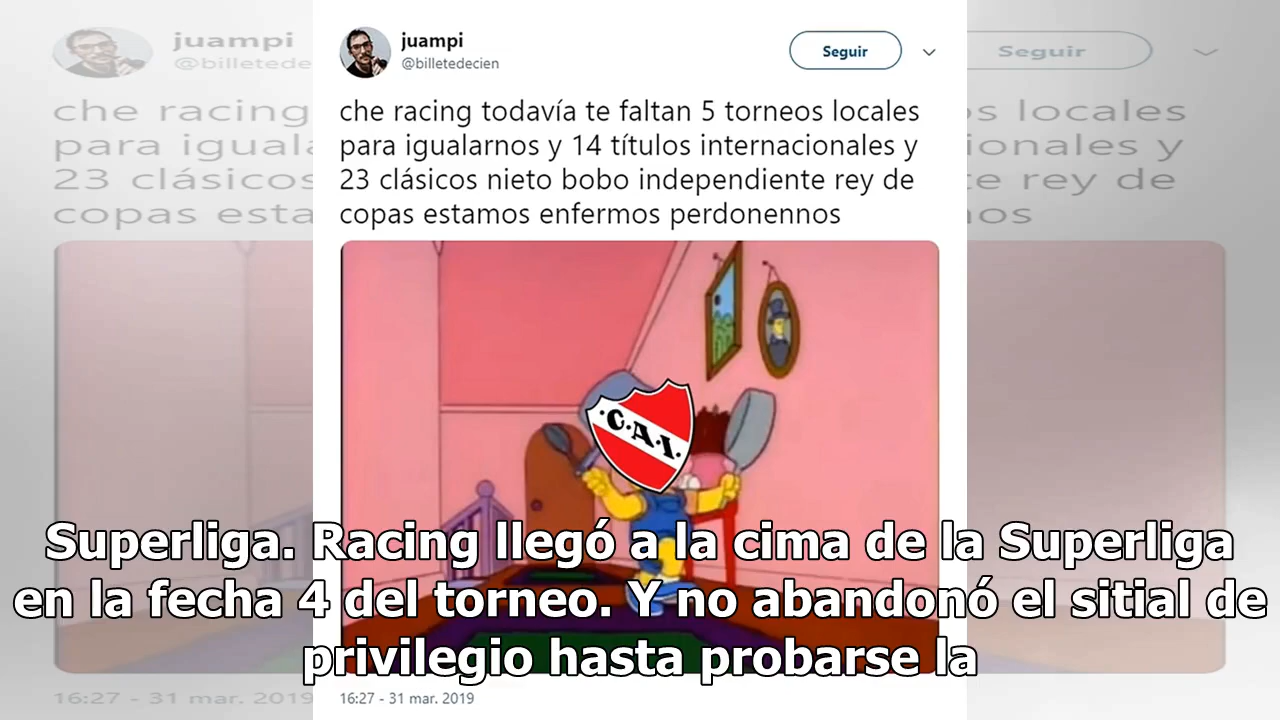 juampi
@billetedecien
Seguir
che racing todavía te faltan 5 torneos locales
para igualarnos y 14 títulos internacionales y
23 clásicos nieto bobo independiente rey de
copas estamos enfermos perdonennos
C.A.I.
Superliga. Racing llegó a la cima de la Superliga
en la fecha 4 del torneo. Y no abandonó el sitial de
privilegio hasta probarse la
16:27 - 31 mar. 2019